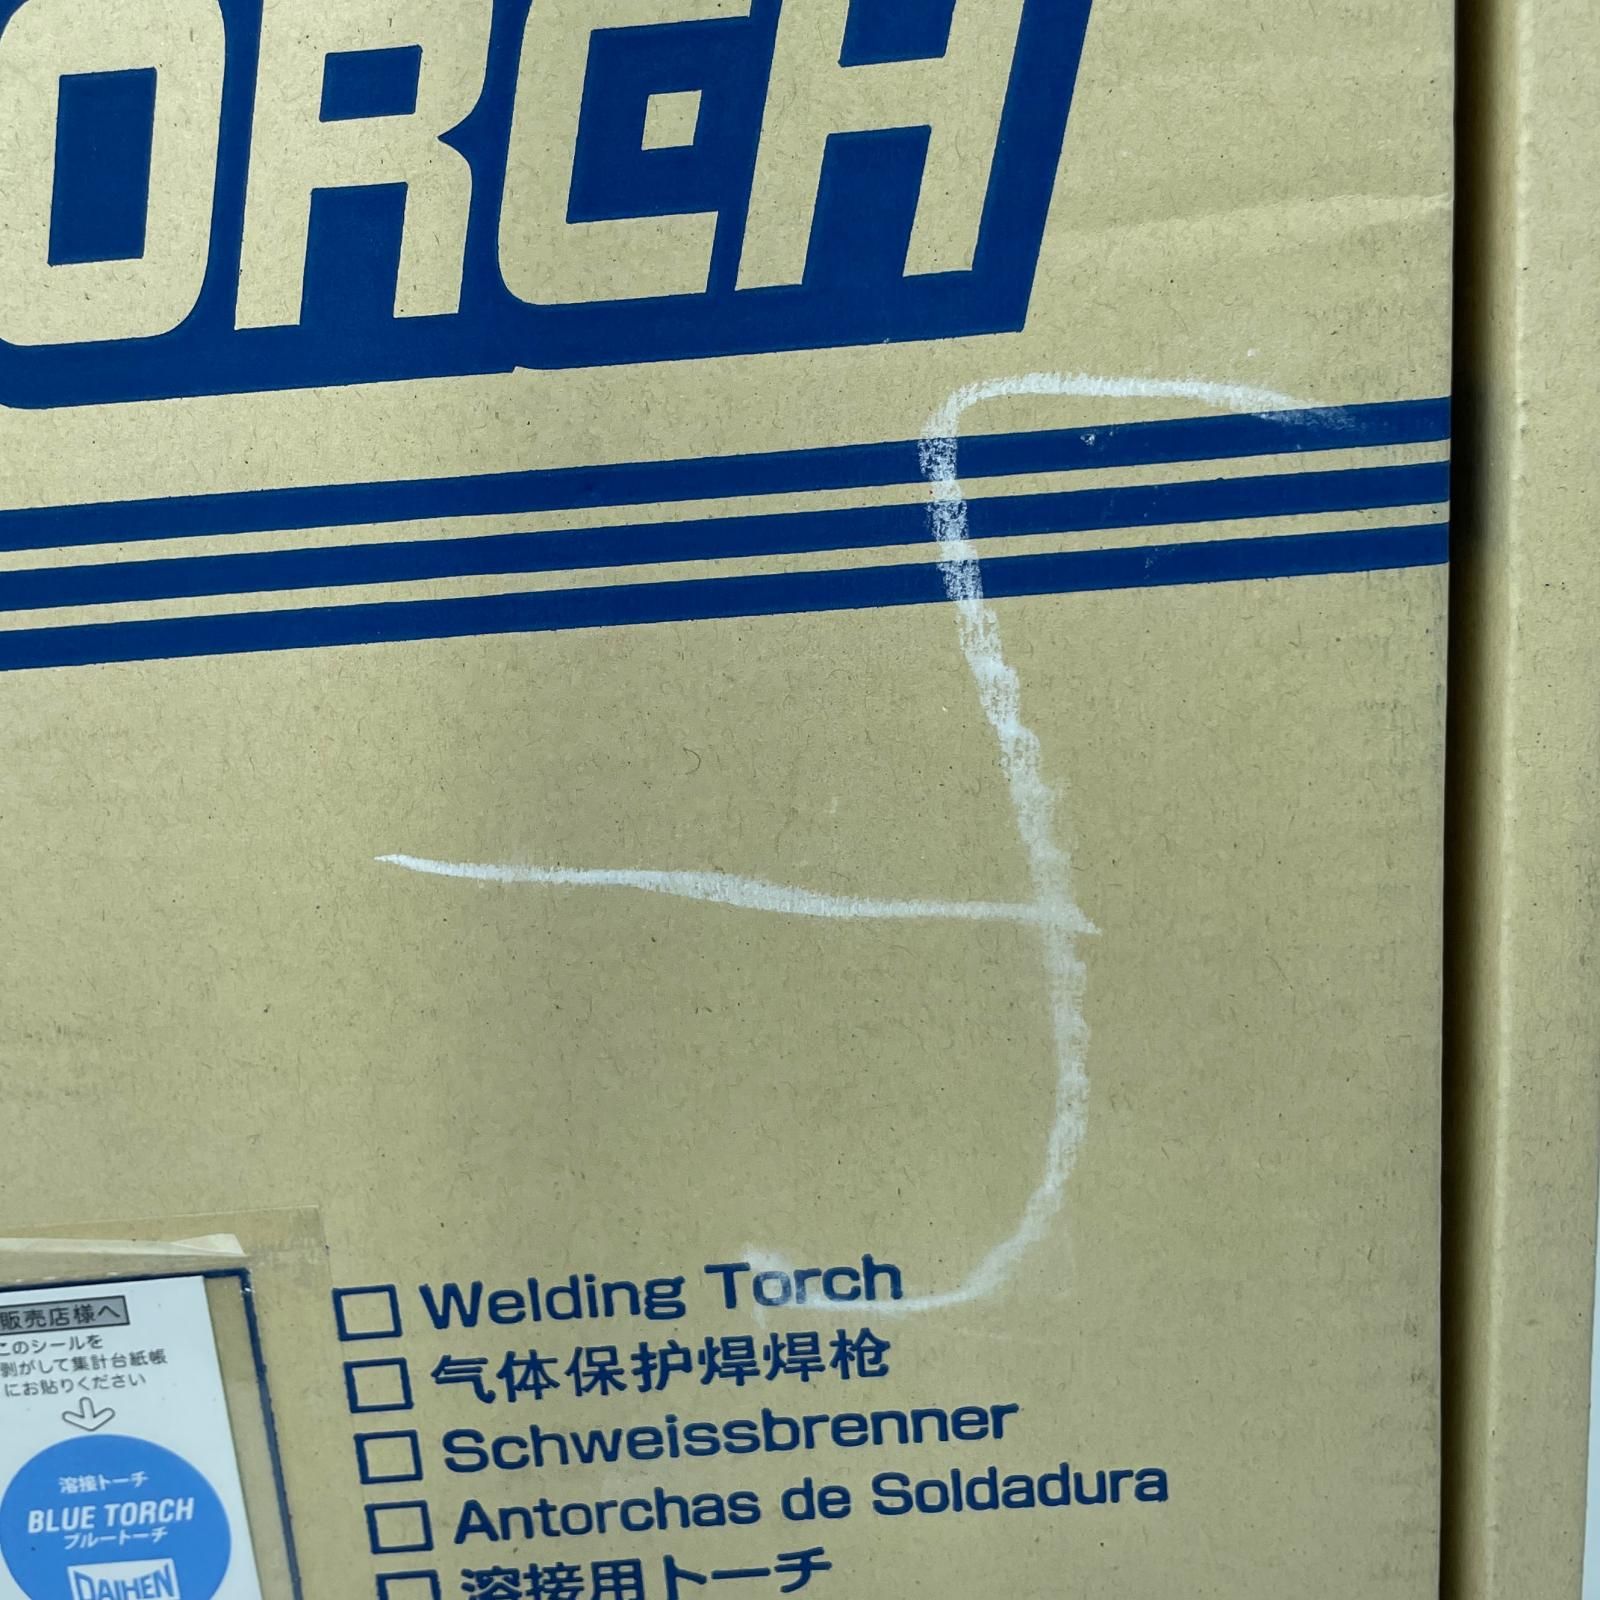 ORCH
Welding Torch
气体保护焊焊枪
Schweissbrenner
Antorchas de Soldadura
溶接用トーチ
販売店様へ
このシールを
剥がして集計台紙帳
にお貼りください
溶接トーチ
BLUE TORCH
ブルートーチ
DAIHEN